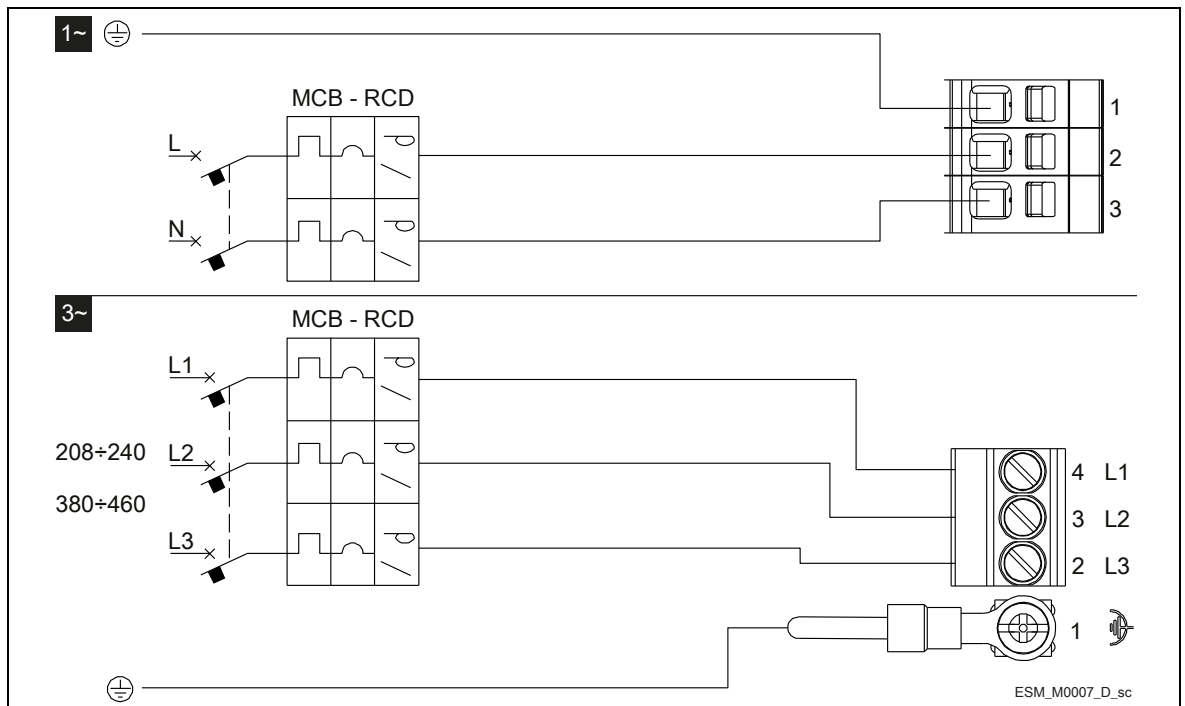 1~
MCB - RCD
L
N
1
2
3
3~
MCB - RCD
L1
208÷240 L2
380÷460
L3
4 L1
3 L2
2 L3
1
ESM_M0007_D_sc